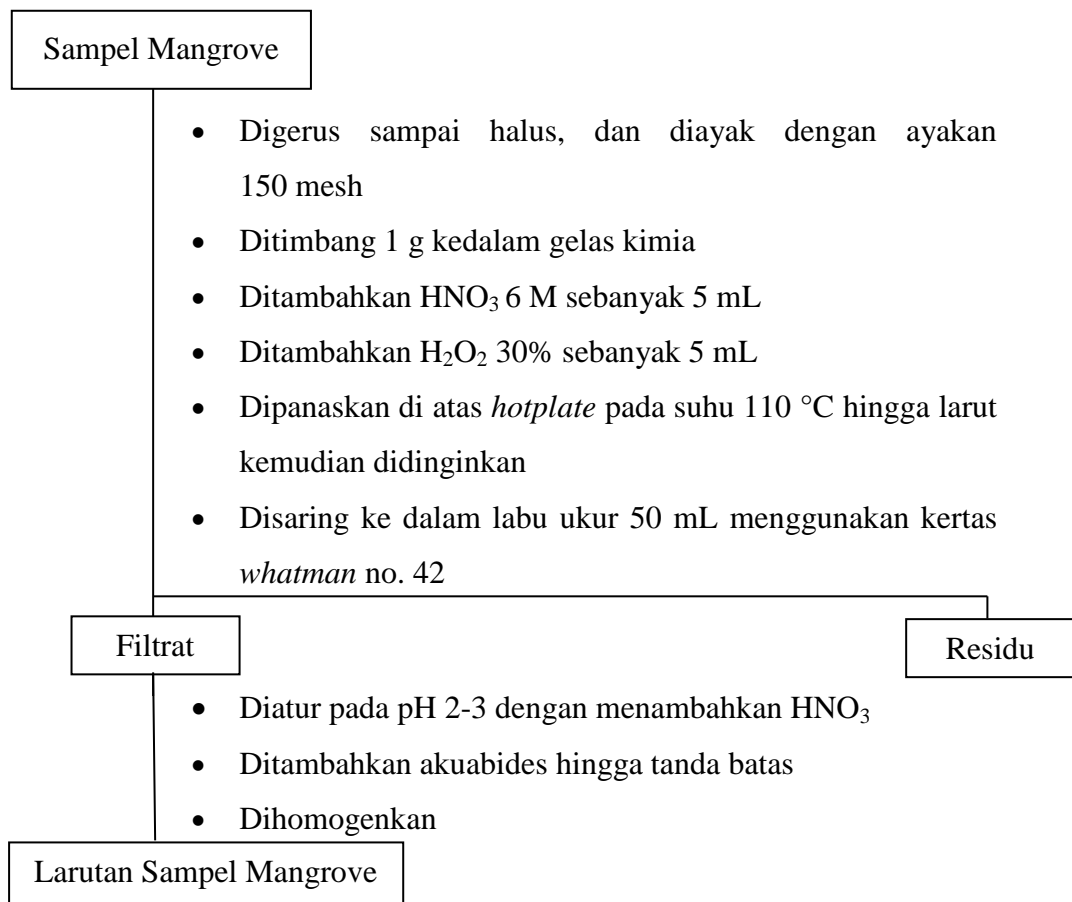 Sampel Mangrove
• Digerus sampai halus, dan diayak dengan ayakan
150 mesh
• Ditimbang 1 g kedalam gelas kimia
• Ditambahkan HNO₃ 6 M sebanyak 5 mL
• Ditambahkan H₂O₂ 30% sebanyak 5 mL
• Dipanaskan di atas hotplate pada suhu 110 °C hingga larut
kemudian didinginkan
• Disaring ke dalam labu ukur 50 mL menggunakan kertas
whatman no. 42
Filtrat
Residu
• Diatur pada pH 2-3 dengan menambahkan HNO₃
• Ditambahkan akuabides hingga tanda batas
• Dihomogenkan
Larutan Sampel Mangrove